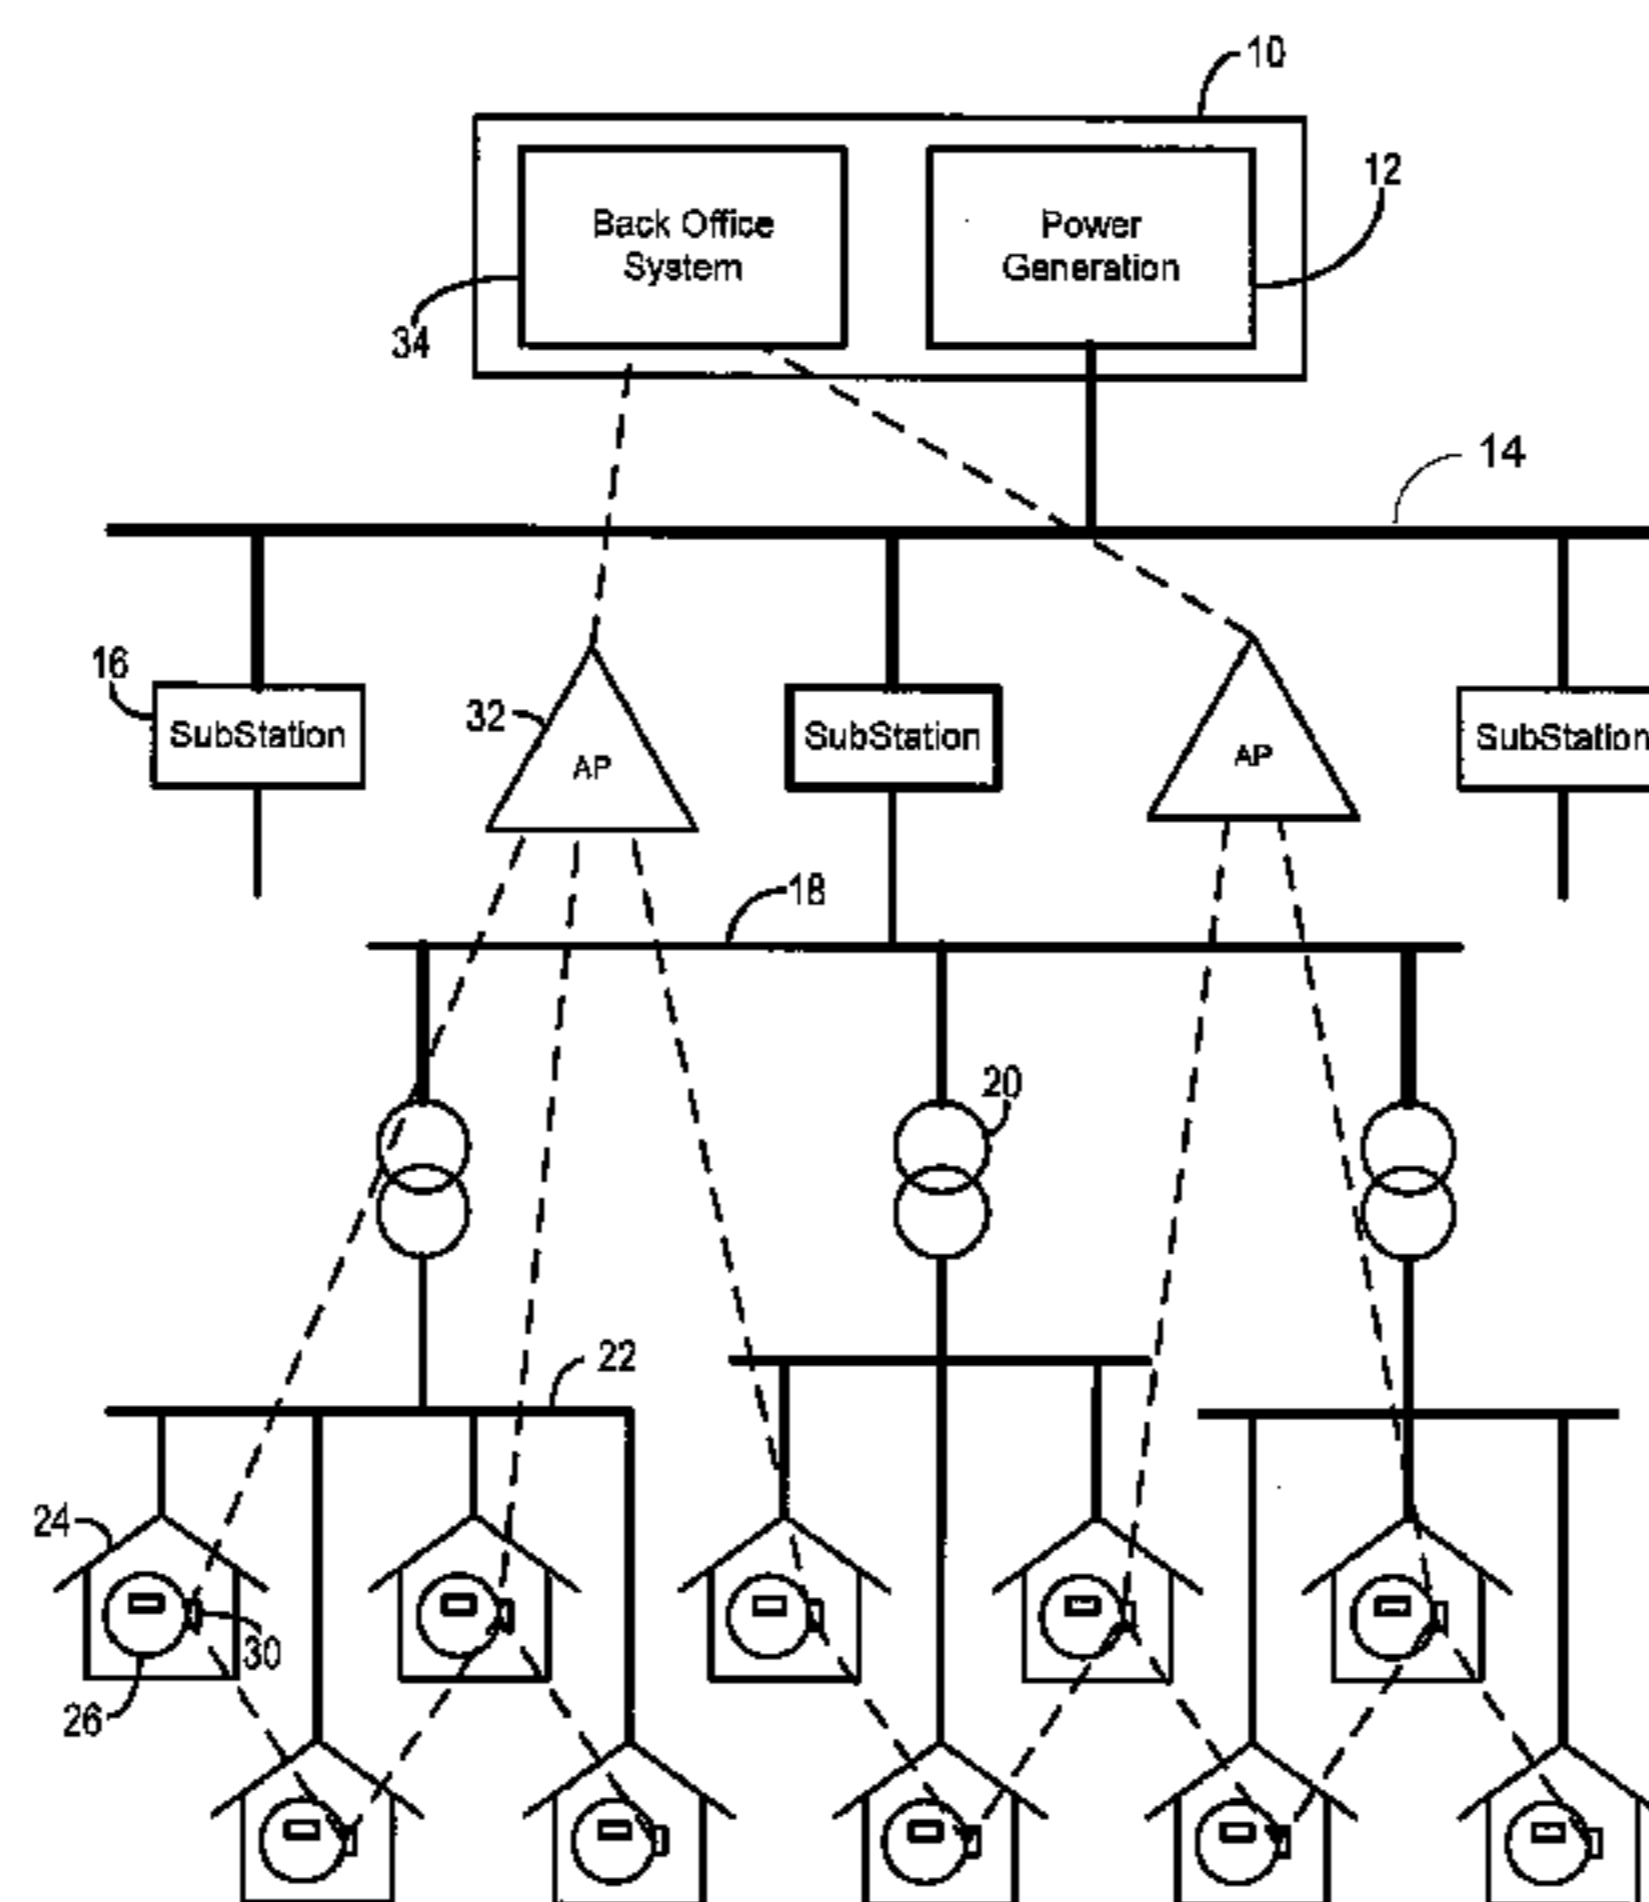 10
12
Back Office
System
Power
Generation
34
14
16
SubStation
32
AP
SubStation
AP
SubStation
18
20
22
24
30
26